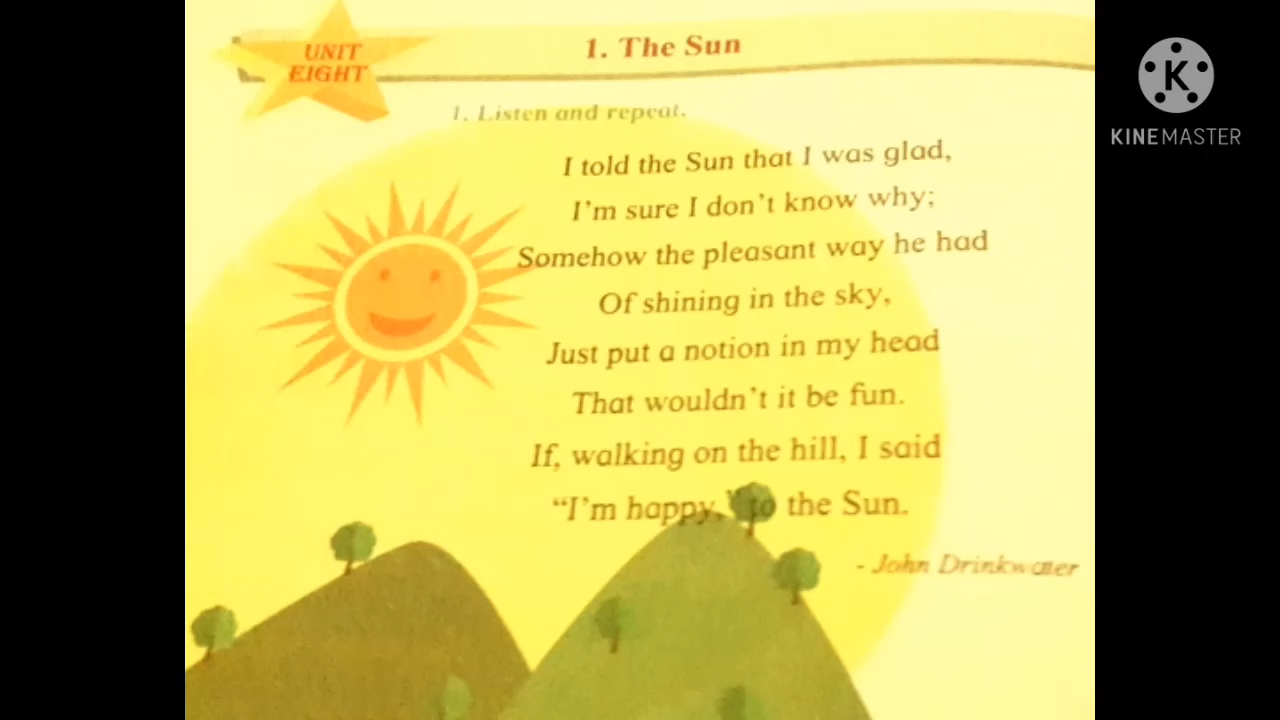 UNIT
EIGHT
1. The Sun
1. Listen and repeat.
I told the Sun that I was glad,
I'm sure I don't know why;
Somehow the pleasant way he had
Of shining in the sky,
Just put a notion in my head
That wouldn't it be fun.
If, walking on the hill, I said
“I'm happy,” to the Sun.
- John Drinkwater
K
KINEMASTER